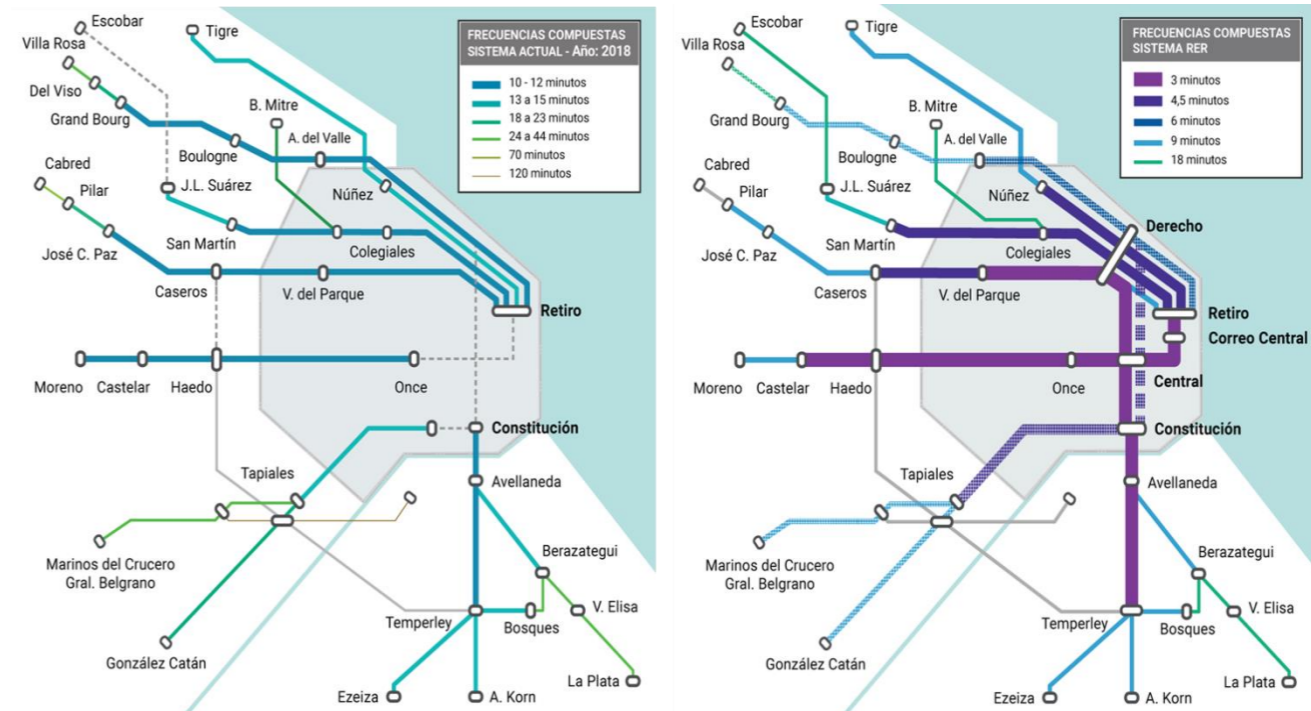 Escobar
Tigre
Villa Rosa
Del Viso
B. Mitre
Grand Bourg
A. del Valle
Boulogne
Cabred
Pilar
J.L. Suárez
Núñez
San Martín
Colegiales
José C. Paz
Caseros
V. del Parque
Retiro
Moreno
Castelar
Haedo
Once
Constitución
Tapiales
Avellaneda
Marinos del Crucero
Gral. Belgrano
Berazategui
V. Elisa
Temperley
Bosques
González Catán
La Plata
Ezeiza
A. Korn
FRECUENCIAS COMPUESTAS
SISTEMA ACTUAL - Año: 2018
10 - 12 minutos
13 a 15 minutos
18 a 23 minutos
24 a 44 minutos
70 minutos
120 minutos
Escobar
Tigre
Villa Rosa
B. Mitre
Grand Bourg
A. del Valle
Boulogne
Cabred
Pilar
J.L. Suárez
Núñez
Derecho
San Martín
Colegiales
José C. Paz
Caseros
V. del Parque
Retiro
Correo Central
Moreno
Castelar
Haedo
Once
Central
Constitución
Tapiales
Avellaneda
Marinos del Crucero
Gral. Belgrano
Berazategui
V. Elisa
Temperley
Bosques
González Catán
La Plata
Ezeiza
A. Korn
FRECUENCIAS COMPUESTAS
SISTEMA RER
3 minutos
4,5 minutos
6 minutos
9 minutos
18 minutos